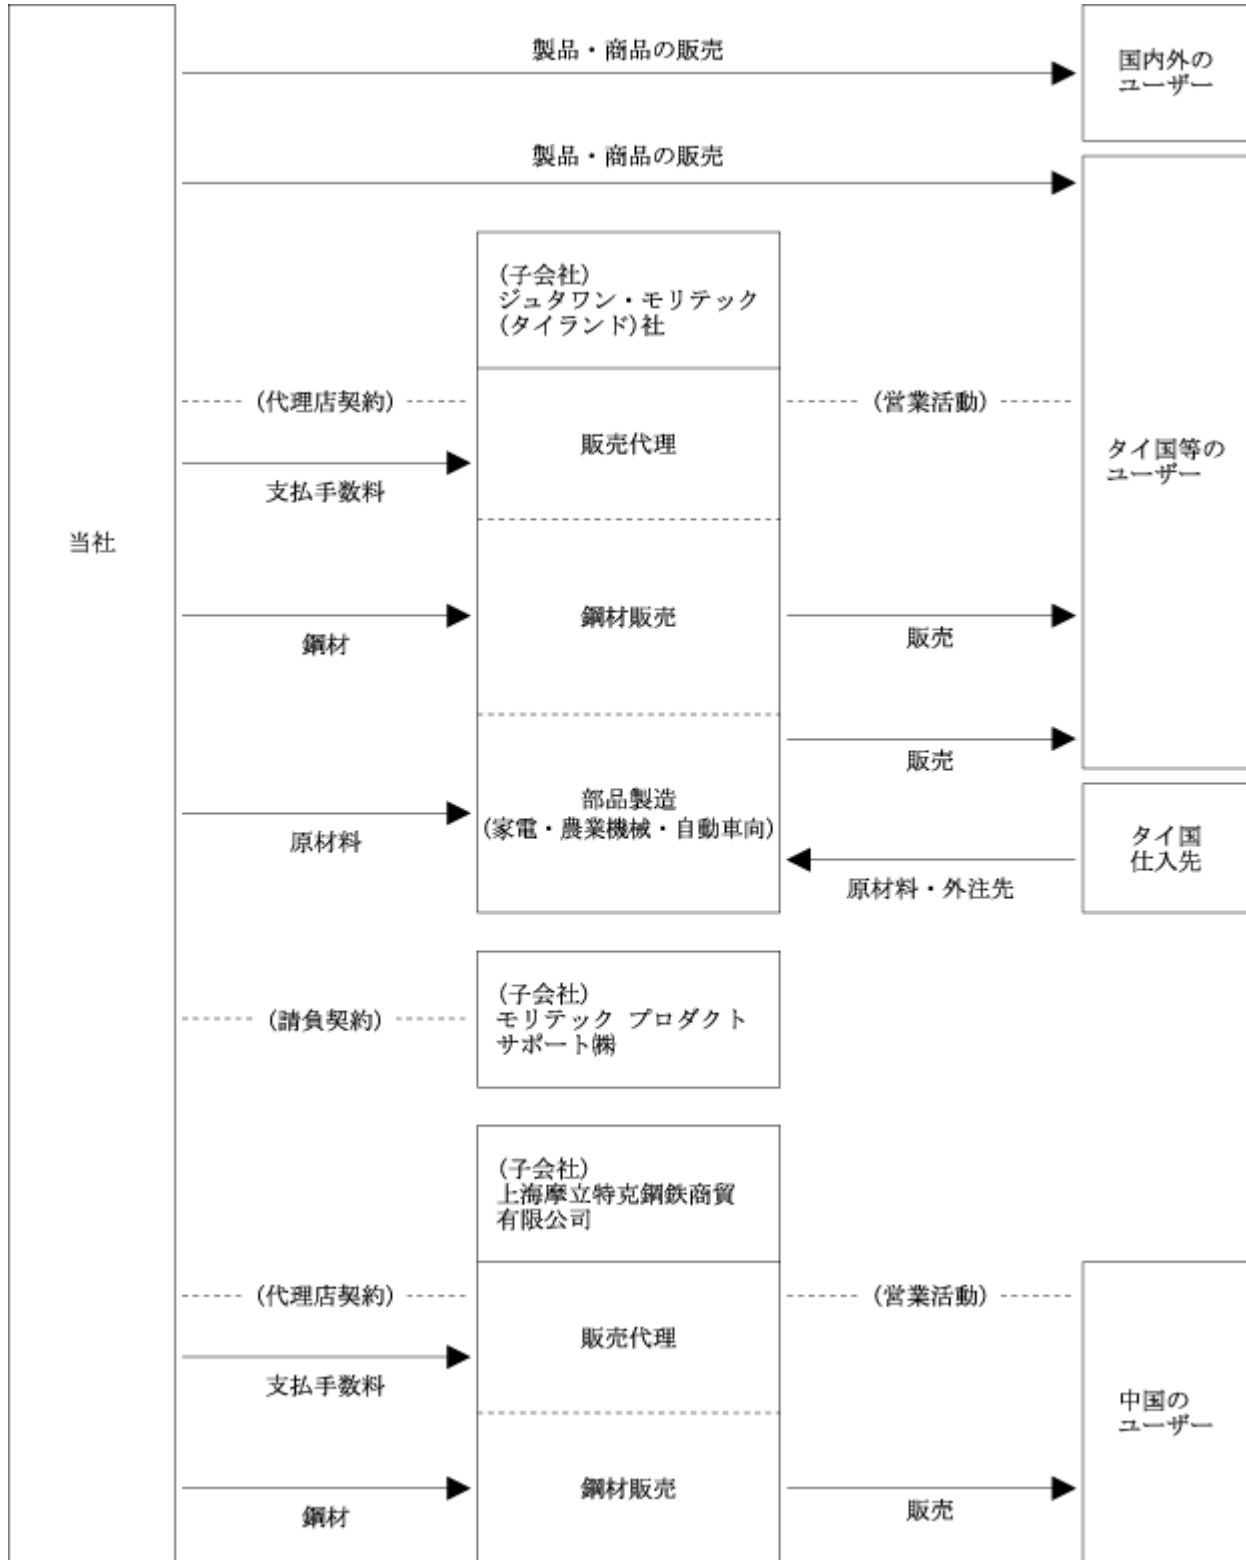 製品・商品の販売
国内外の
ユーザー
製品・商品の販売
(子会社)
ジュタワン・モリテック
(タイランド)社
(代理店契約)
販売代理
(営業活動)
支払手数料
タイ国等の
ユーザー
当社
鋼材
鋼材販売
販売
販売
原材料
部品製造
(家電・農業機械・自動車向)
タイ国
仕入先
原材料・外注先
(請負契約)
(子会社)
モリテック プロダクト
サポート㈱
(子会社)
上海摩立特克鋼鉄商貿
有限公司
(代理店契約)
販売代理
(営業活動)
支払手数料
中国の
ユーザー
鋼材
鋼材販売
販売